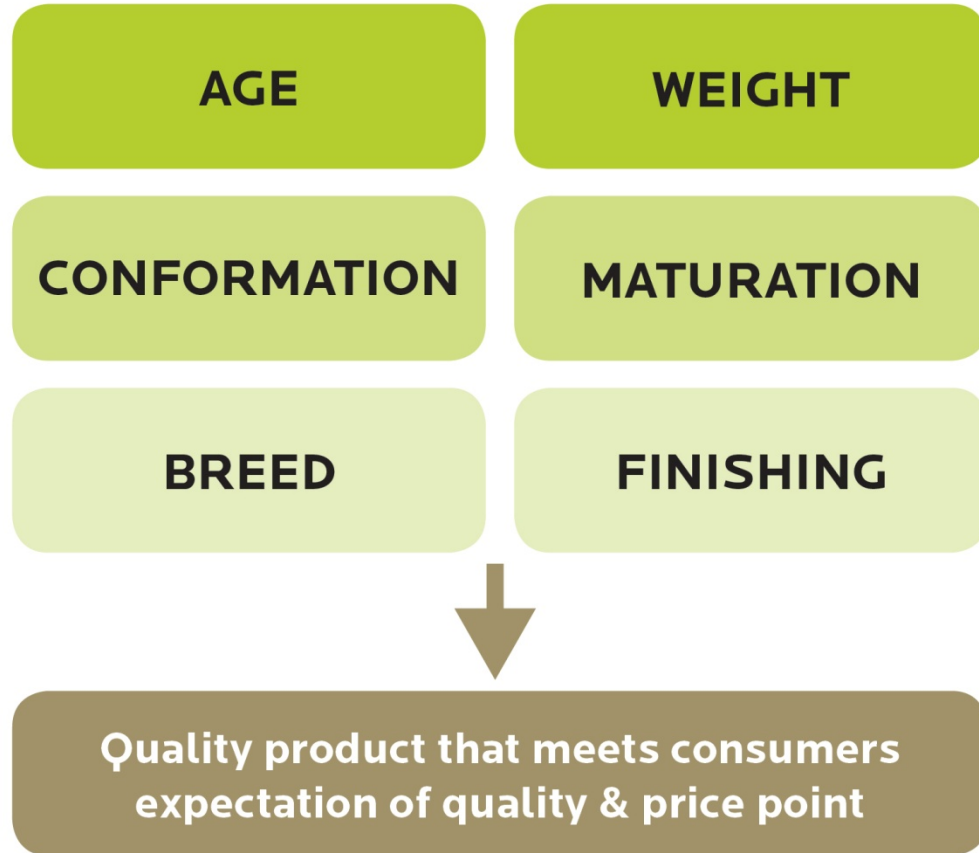 AGE
WEIGHT
CONFORMATION
MATURATION
BREED
FINISHING
Quality product that meets consumers
expectation of quality & price point